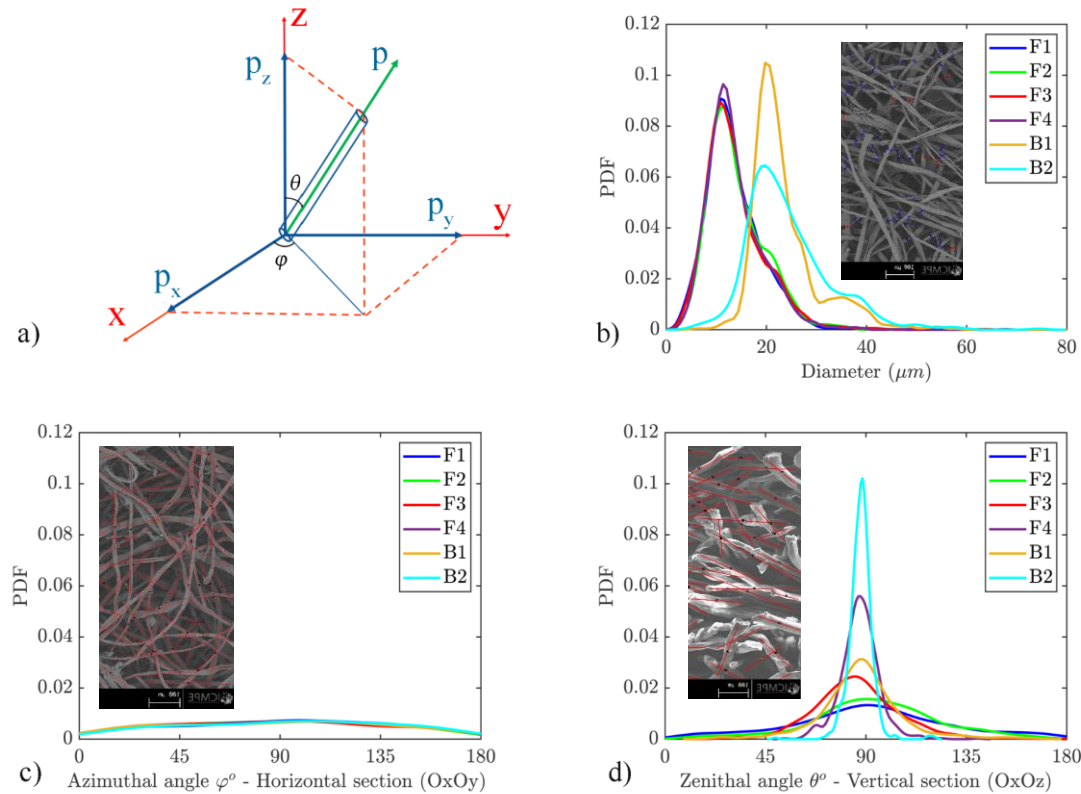 z
p_z
p
θ
p_y
y
φ
p_x
x
a)
PDF
0.12
0.1
0.08
0.06
0.04
0.02
0
0
20
40
60
80
Diameter (μm)
F1
F2
F3
F4
B1
B2
b)
PDF
0.12
0.1
0.08
0.06
0.04
0.02
0
0
45
90
135
180
F1
F2
F3
F4
B1
B2
c)
Azimuthal angle φ° - Horizontal section (OxOy)
PDF
0.12
0.1
0.08
0.06
0.04
0.02
0
0
45
90
135
180
F1
F2
F3
F4
B1
B2
d)
Zenithal angle θ° - Vertical section (OxOz)
ICMPE
ICMPE
ICMPE